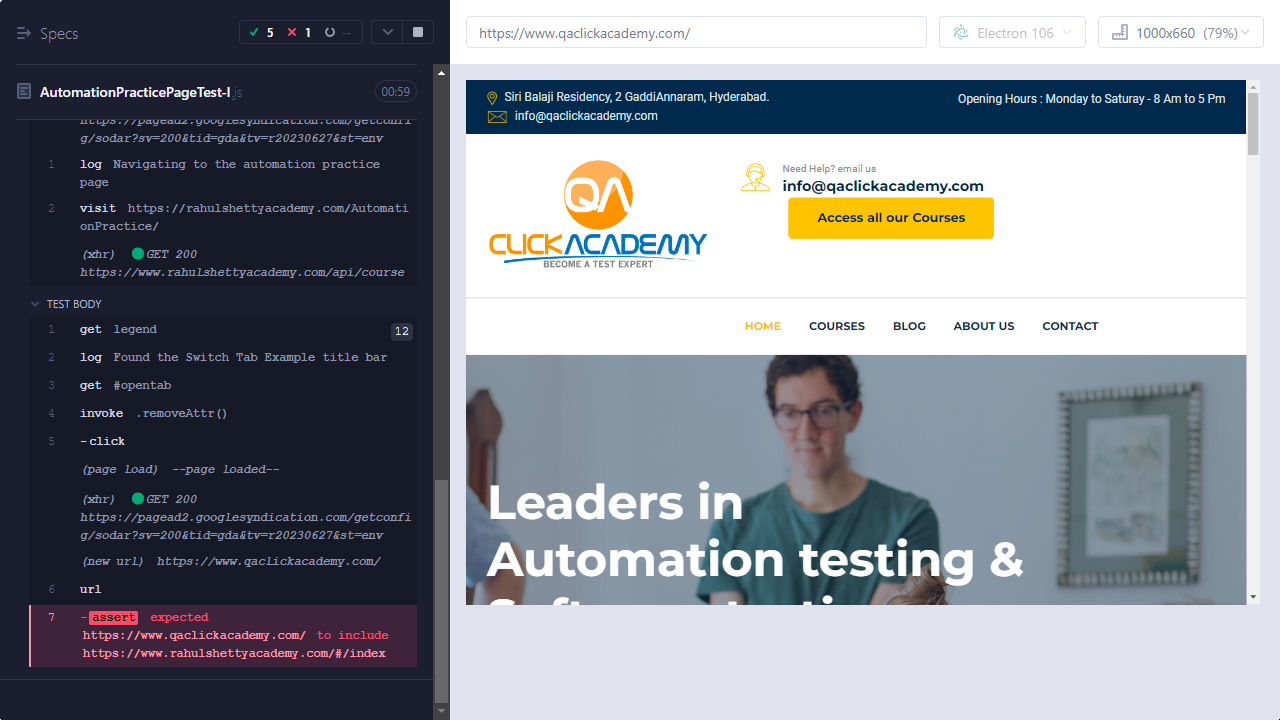 Specs
5
1
--
https://www.qaclickacademy.com/
Electron 106
1000x660 (79%)
AutomationPracticePageTest-I.js
00:59
https://pagead2.googlesyndication.com/getconfi
g/sodar?sv=200&tid=gda&tv=r20230627&st=env
1 log Navigating to the automation practice
page
2 visit https://rahulshettyacademy.com/Automati
onPractice/
(xhr) GET 200
https://www.rahulshettyacademy.com/api/course
TEST BODY
1 get legend 12
2 log Found the Switch Tab Example title bar
3 get #opentab
4 invoke .removeAttr()
5 -click
(page load) --page loaded--
(xhr) GET 200
https://pagead2.googlesyndication.com/getconfi
g/sodar?sv=200&tid=gda&tv=r20230627&st=env
(new url) https://www.qaclickacademy.com/
6 url
7 -assert expected
https://www.qaclickacademy.com/ to include
https://www.rahulshettyacademy.com/#/index
Siri Balaji Residency, 2 GaddiAnnaram, Hyderabad.
info@qaclickacademy.com
Opening Hours : Monday to Saturay - 8 Am to 5 Pm
QA
CLICKACADEMY
BECOME A TEST EXPERT
Need Help? email us
info@qaclickacademy.com
Access all our Courses
HOME COURSES BLOG ABOUT US CONTACT
Leaders in
Automation testing &